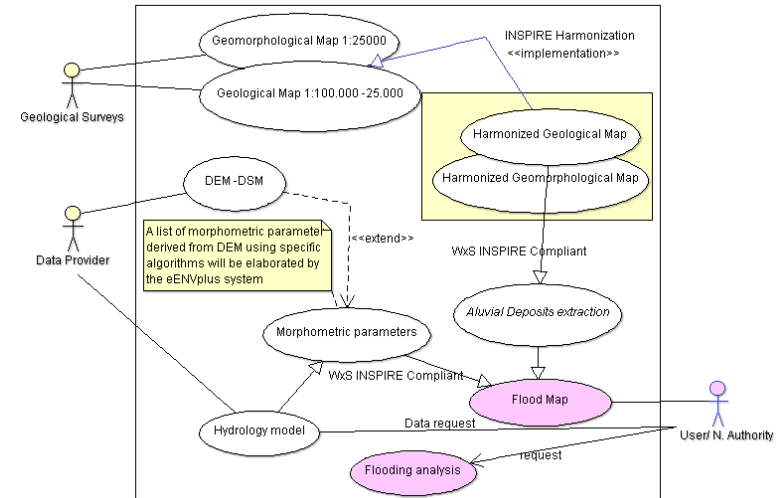 Geomorphological Map 1:25000
INSPIRE Harmonization
<<implementation>>
Geological Map 1:100.000 -25.000
Geological Surveys
Harmonized Geological Map
Harmonized Geomorphological Map
DEM -DSM
A list of morphometric paramete
derived from DEM using specific
algorithms will be elaborated by
the eENVplus system
<<extend>>
Data Provider
WxS INSPIRE Compliant
Aluvial Deposits extraction
Morphometric parameters
WxS INSPIRE Compliant
Flood Map
Hydrology model
Data request
User/ N. Authority
request
Flooding analysis